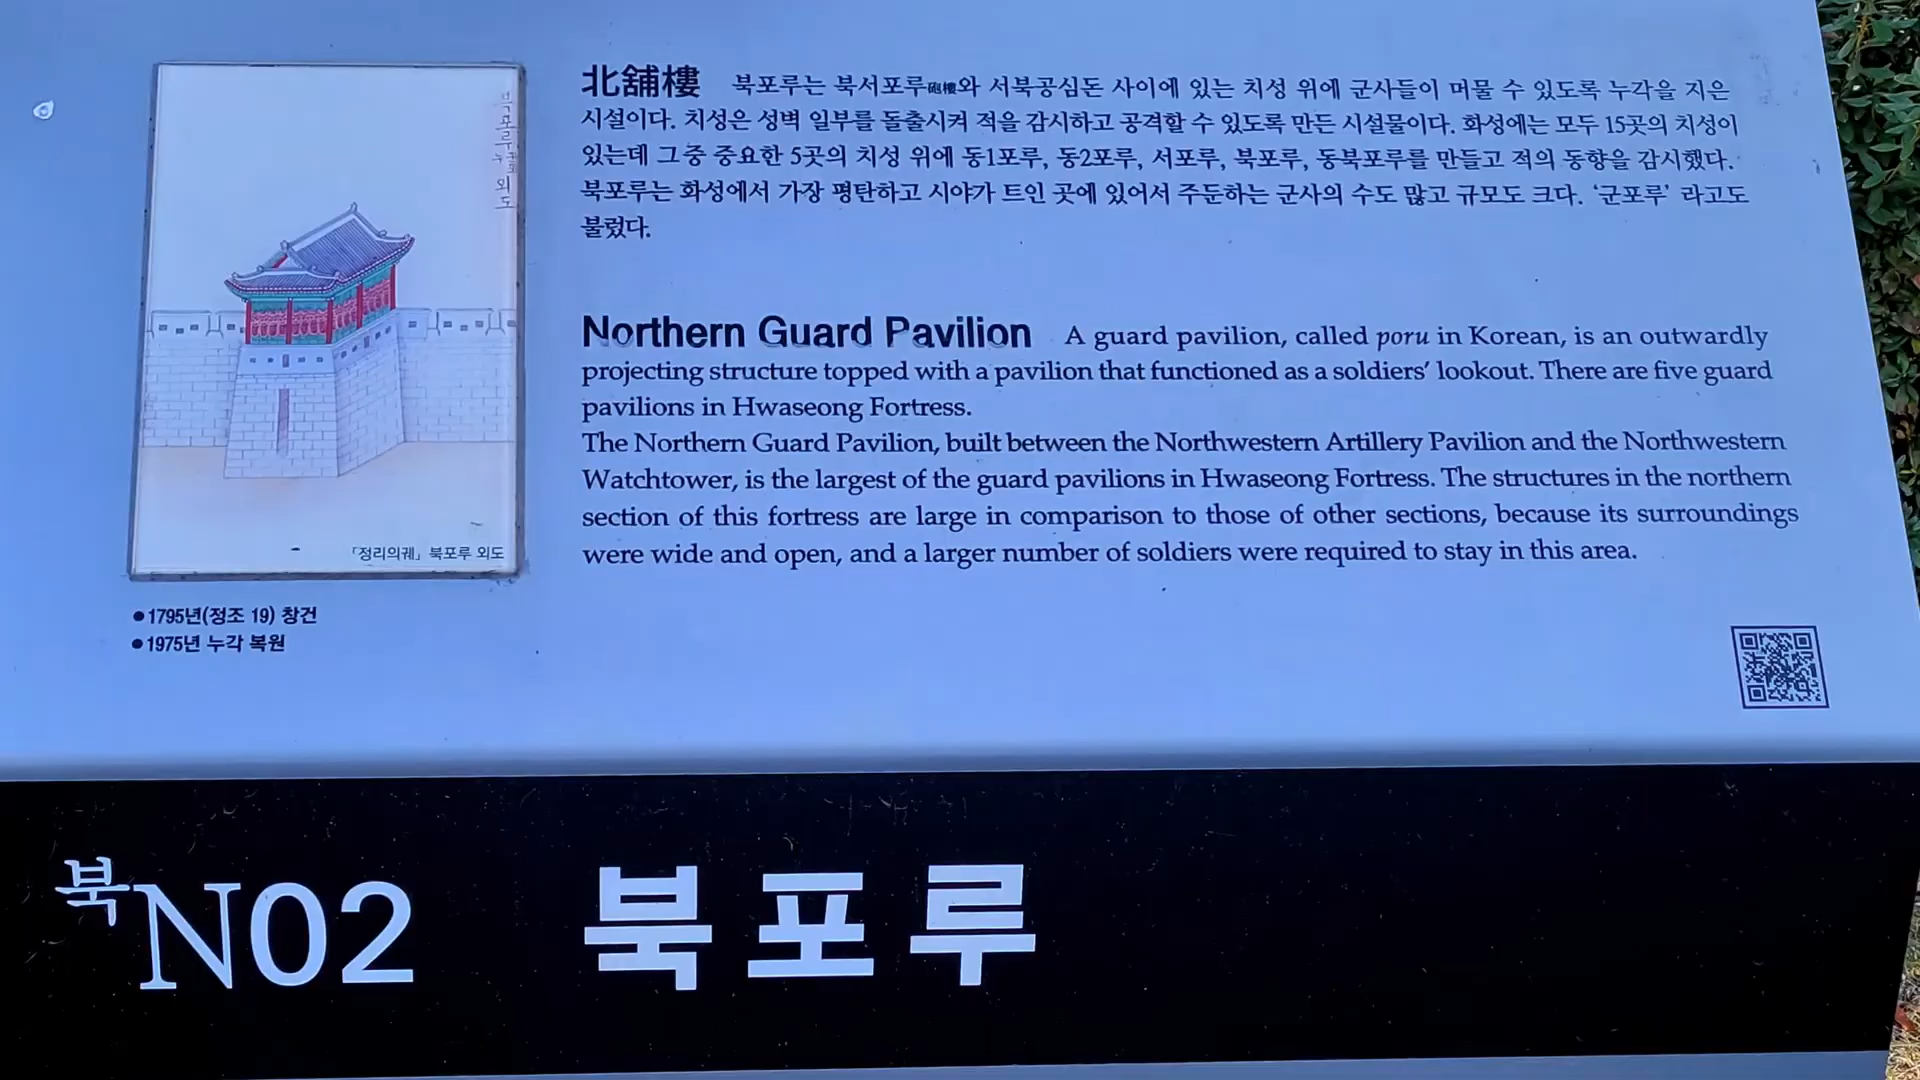 북포루 외도
「정리의궤」 북포루 외도
●1795년(정조 19) 창건
●1975년 누각 복원
北舖樓 북포루는 북서포루砲樓와 서북공심돈 사이에 있는 치성 위에 군사들이 머물 수 있도록 누각을 지은
시설이다. 치성은 성벽 일부를 돌출시켜 적을 감시하고 공격할 수 있도록 만든 시설물이다. 화성에는 모두 15곳의 치성이
있는데 그중 중요한 5곳의 치성 위에 동1포루, 동2포루, 서포루, 북포루, 동북포루를 만들고 적의 동향을 감시했다.
북포루는 화성에서 가장 평탄하고 시야가 트인 곳에 있어서 주둔하는 군사의 수도 많고 규모도 크다. ‘군포루’ 라고도
불렀다.
Northern Guard Pavilion A guard pavilion, called poru in Korean, is an outwardly
projecting structure topped with a pavilion that functioned as a soldiers’ lookout. There are five guard
pavilions in Hwaseong Fortress.
The Northern Guard Pavilion, built between the Northwestern Artillery Pavilion and the Northwestern
Watchtower, is the largest of the guard pavilions in Hwaseong Fortress. The structures in the northern
section of this fortress are large in comparison to those of other sections, because its surroundings
were wide and open, and a larger number of soldiers were required to stay in this area.
북N02 북포루